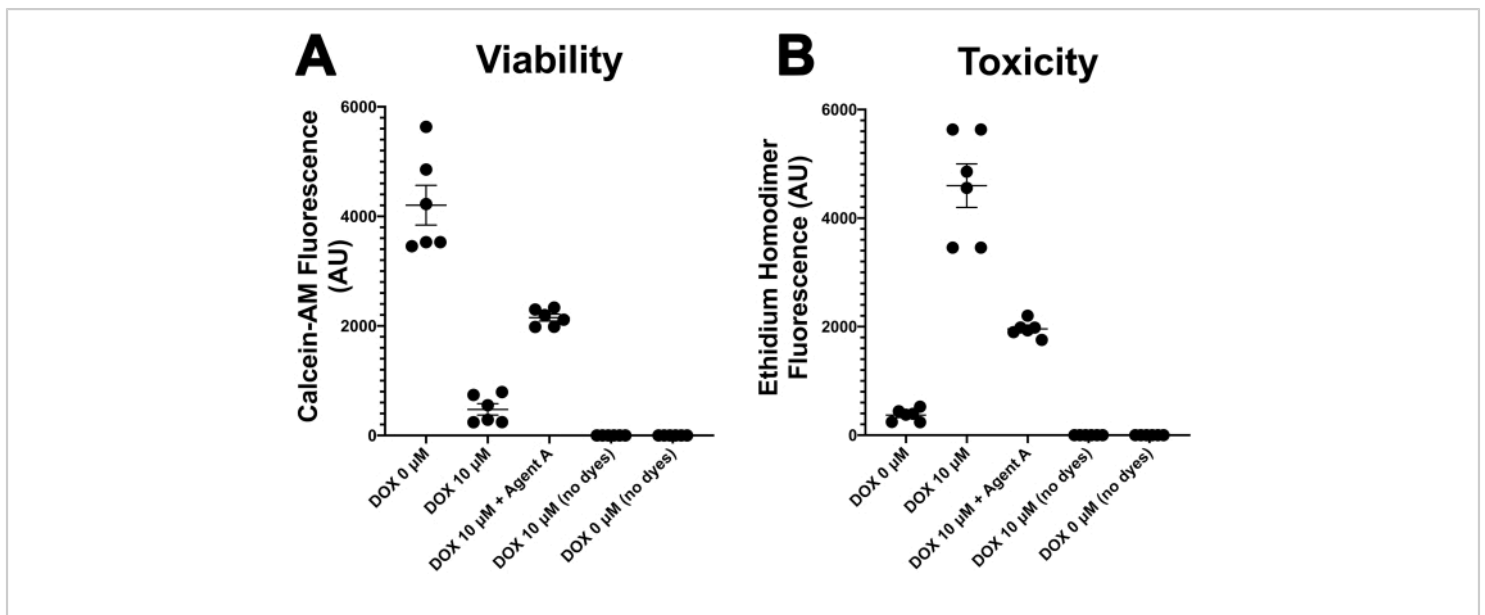 A Viability
Calcein-AM Fluorescence
(AU)
6000
4000
2000
0
DOX 0 µM
DOX 10 µM
DOX 10 µM + Agent A
DOX 10 µM (no dyes)
DOX 0 µM (no dyes)
B Toxicity
Ethidium Homodimer
Fluorescence (AU)
6000
4000
2000
0
DOX 0 µM
DOX 10 µM
DOX 10 µM + Agent A
DOX 10 µM (no dyes)
DOX 0 µM (no dyes)